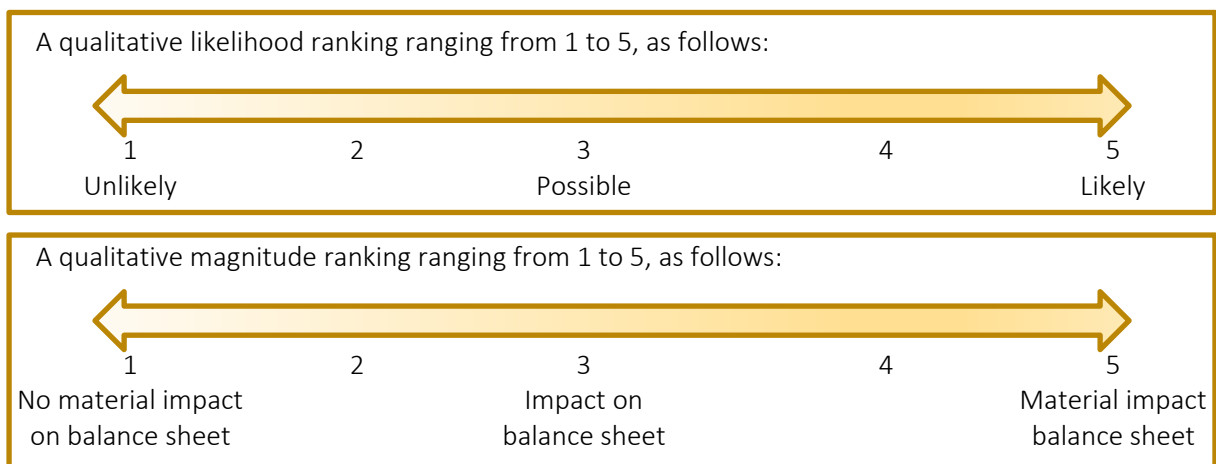 A qualitative likelihood ranking ranging from 1 to 5, as follows:
1 2 3 4 5
Unlikely Possible Likely
A qualitative magnitude ranking ranging from 1 to 5, as follows:
1 2 3 4 5
No material impact Impact on Material impact
on balance sheet balance sheet balance sheet